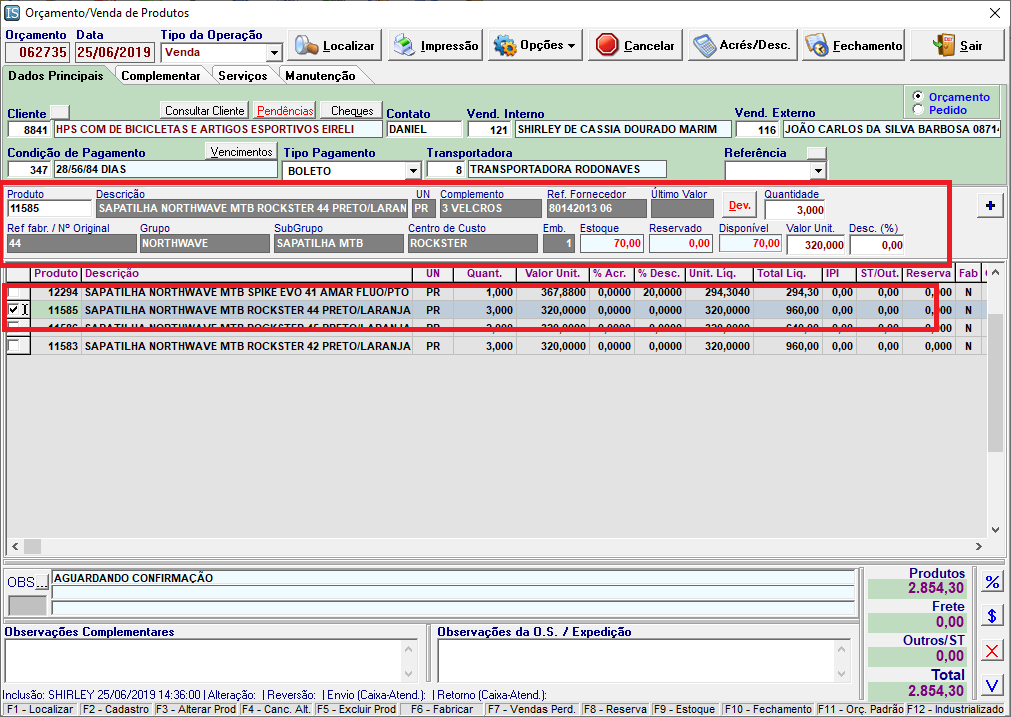 IS Orçamento/Venda de Produtos
Orçamento Data Tipo da Operação
062735 25/06/2019 Venda Localizar Impressão Opções Cancelar Acrés/Desc. Fechamento Sair
Dados Principais Complementar Serviços Manutenção
Cliente Consultar Cliente Pendências Cheques Contato Vend. Interno Vend. Externo Orçamento
Pedido
8841 HPS COM DE BICICLETAS E ARTIGOS ESPORTIVOS EIRELI DANIEL 121 SHIRLEY DE CASSIA DOURADO MARIM 116 JOÃO CARLOS DA SILVA BARBOSA 0871
Condição de Pagamento Vencimentos Tipo Pagamento Transportadora Referência
347 28/56/84 DIAS BOLETO 8 TRANSPORTADORA RODONAVES
Produto Descrição UN Complemento Ref. Fornecedor Último Valor Dev. Quantidade
11585 SAPATILHA NORTHWAVE MTB ROCKSTER 44 PRETO/LARAN PR 3 VELCROS 80142013 06 3,000
Ref fabr. / Nº Original Grupo SubGrupo Centro de Custo Emb. Estoque Reservado Disponível Valor Unit. Desc. (%)
44 NORTHWAVE SAPATILHA MTB ROCKSTER 1 70,00 0,00 70,00 320,000 0,00
Produto Descrição UN Quant. Valor Unit. % Acr. % Desc. Unit. Líq. Total Líq. IPI ST/Out. Reserva Fab
12294 SAPATILHA NORTHWAVE MTB SPIKE EVO 41 AMAR FLUO/PTO PR 1,000 367,8800 0,0000 20,0000 294,3040 294,30 0,00 0,00 0,000 N
11585 SAPATILHA NORTHWAVE MTB ROCKSTER 44 PRETO/LARANJA PR 3,000 320,0000 0,0000 0,0000 320,0000 960,00 0,00 0,00 0,000 N
11586 SAPATILHA NORTHWAVE MTB ROCKSTER PRETO/LARANJA PR 2,000 320,0000 0,0000 0,0000 320,0000 640,00 0,00 0,00 0,000 N
11583 SAPATILHA NORTHWAVE MTB ROCKSTER 42 PRETO/LARANJA PR 3,000 320,0000 0,0000 0,0000 320,0000 960,00 0,00 0,00 0,000 N
OBS... AGUARDANDO CONFIRMAÇÃO
Produtos
2.854,30
Frete
0,00
Outros/ST
0,00
Total
2.854,30
Observações Complementares Observações da O.S. / Expedição
Inclusão: SHIRLEY 25/06/2019 14:36:00 | Alteração: | Reversão: | Envio (Caixa-Atend.): | Retorno (Caixa-Atend.):
F1 - Localizar F2 - Cadastro F3 - Alterar Prod F4 - Canc. Alt. F5 - Excluir Prod F6 - Fabricar F7 - Vendas Perd. F8 - Reserva F9 - Estoque F10 - Fechamento F11 - Orç. Padrão F12 - Industrializado